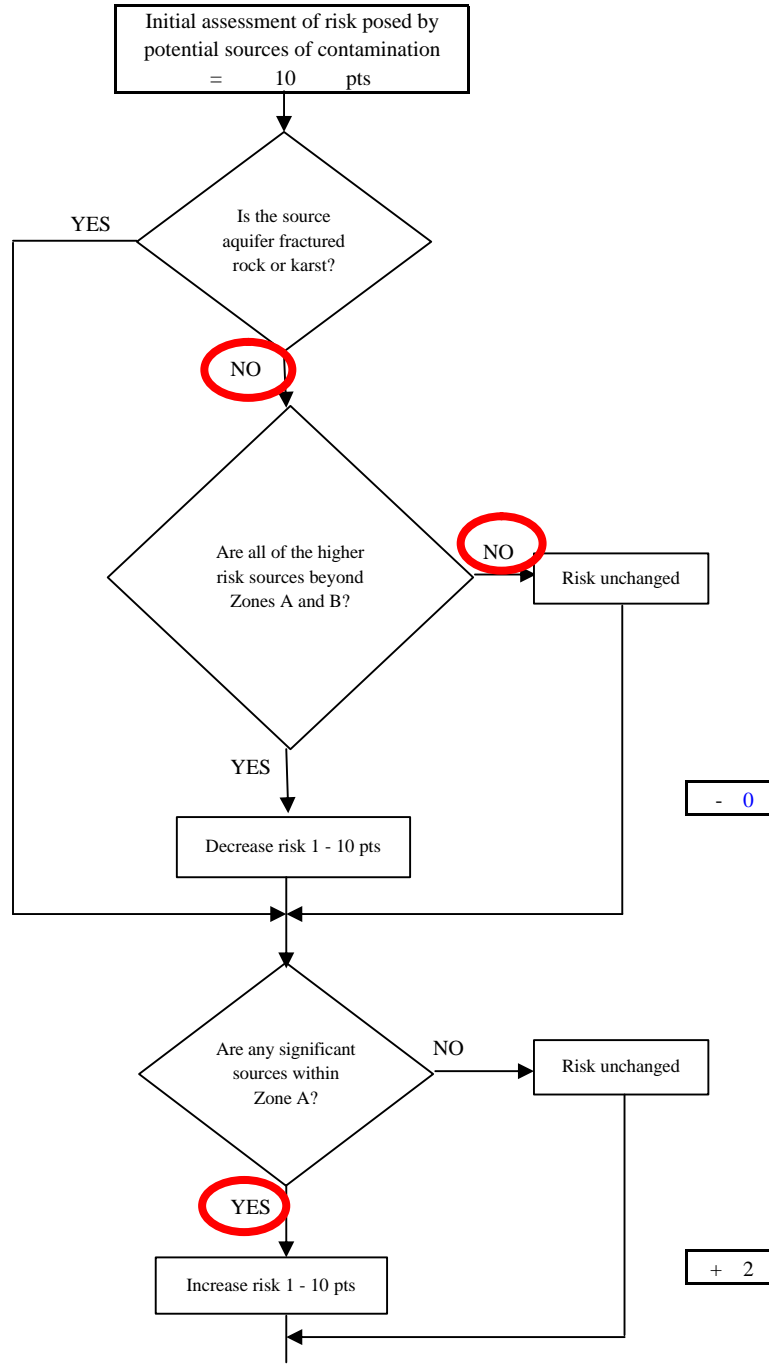 Initial assessment of risk posed by
potential sources of contamination
= 10 pts
YES
Is the source
aquifer fractured
rock or karst?
NO
Are all of the higher
risk sources beyond
Zones A and B?
NO
Risk unchanged
YES
- 0
Decrease risk 1 - 10 pts
Are any significant
sources within
Zone A?
NO
Risk unchanged
YES
+ 2
Increase risk 1 - 10 pts